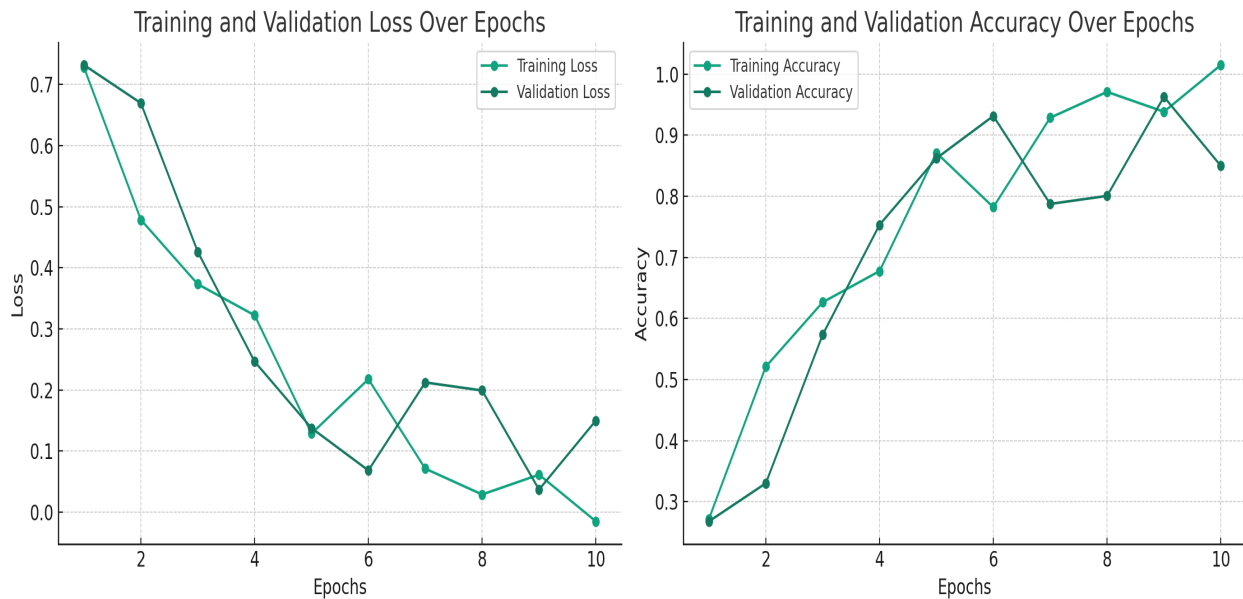 Training and Validation Loss Over Epochs
Training Loss
Validation Loss
0.7
0.6
0.5
0.4
0.3
0.2
0.1
0.0
Loss
2 4 6 8 10
Epochs
Training and Validation Accuracy Over Epochs
Training Accuracy
Validation Accuracy
1.0
0.9
0.8
0.7
0.6
0.5
0.4
0.3
Accuracy
2 4 6 8 10
Epochs